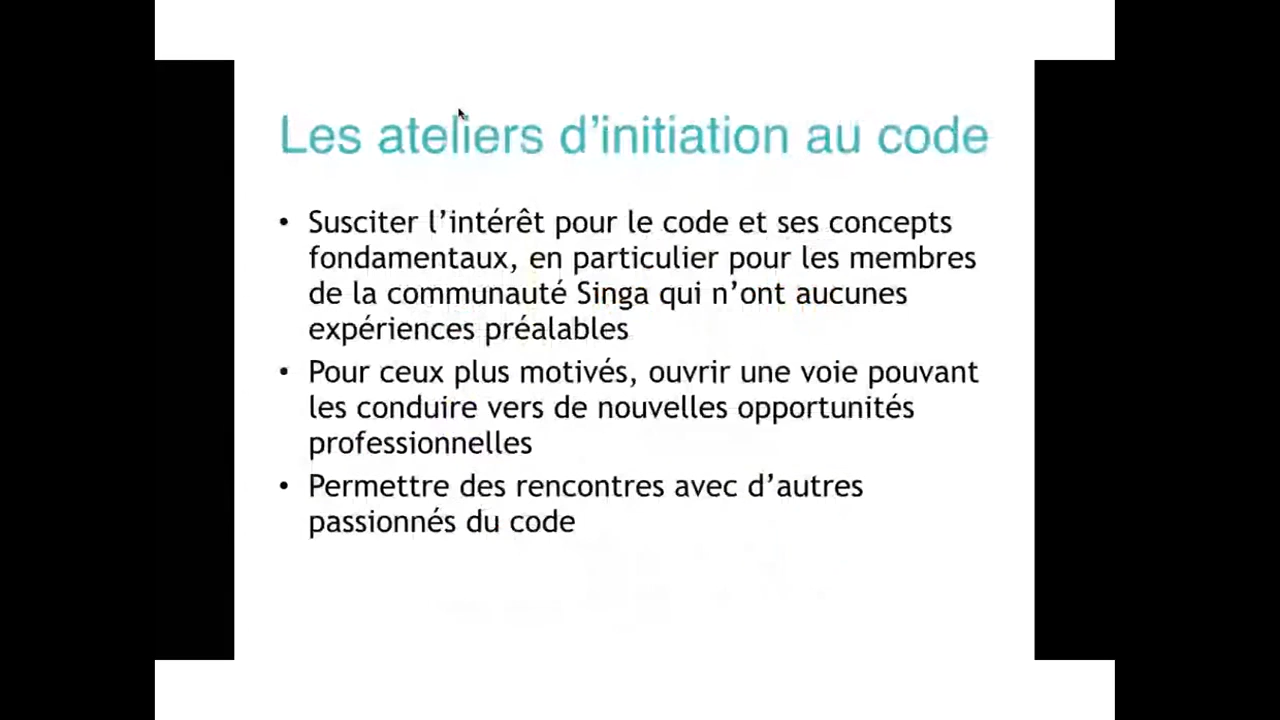 Les ateliers d’initiation au code
• Susciter l’intérêt pour le code et ses concepts
fondamentaux, en particulier pour les membres
de la communauté Singa qui n’ont aucunes
expériences préalables
• Pour ceux plus motivés, ouvrir une voie pouvant
les conduire vers de nouvelles opportunités
professionnelles
• Permettre des rencontres avec d’autres
passionnés du code